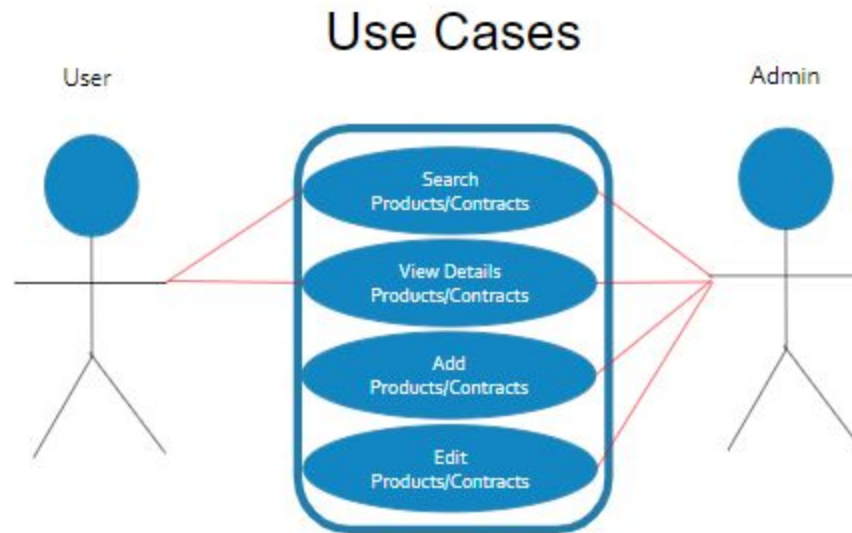 Use Cases
User
Admin
Search
Products/Contracts
View Details
Products/Contracts
Add
Products/Contracts
Edit
Products/Contracts